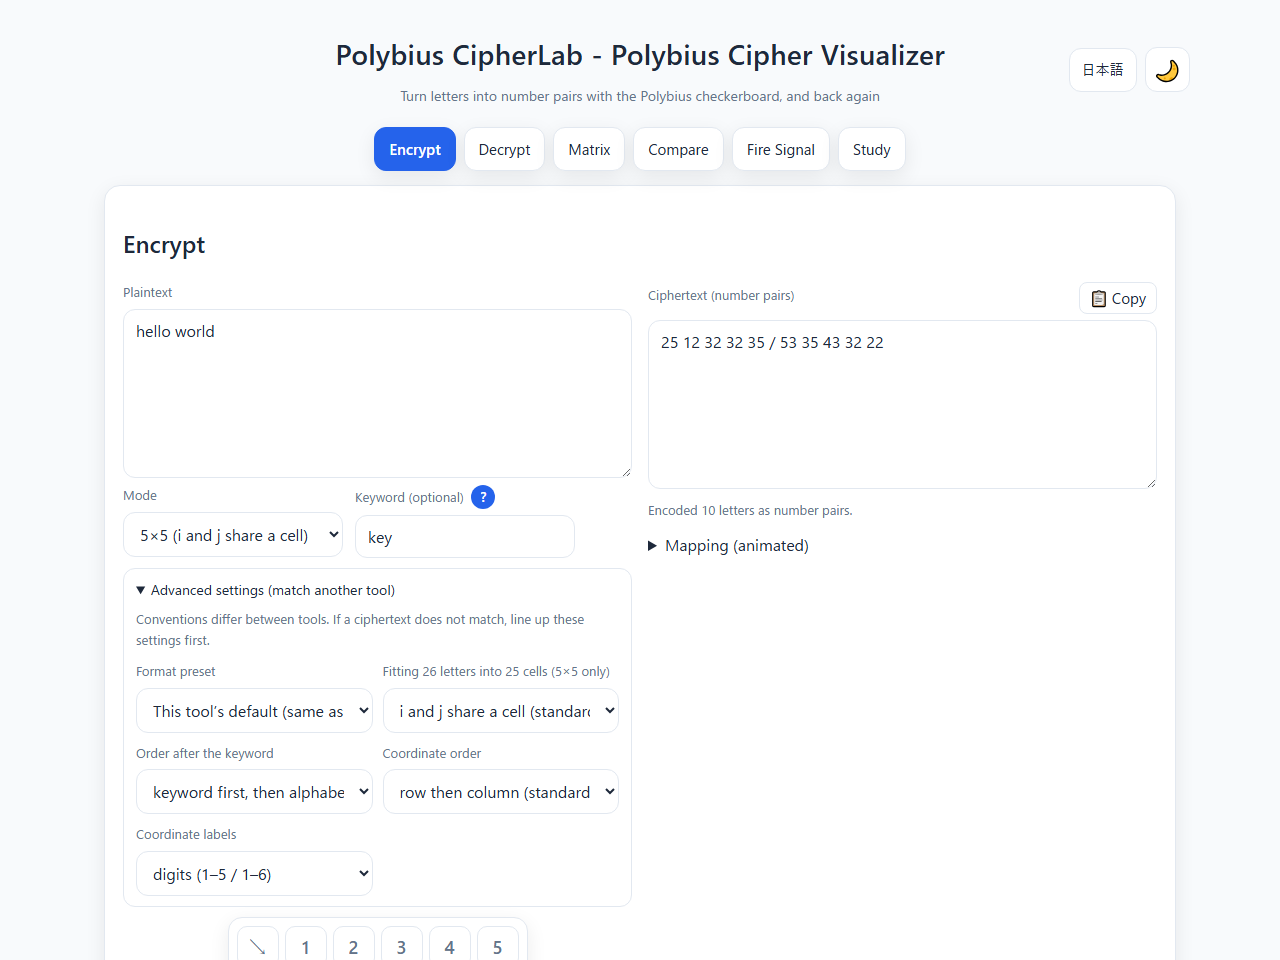 Polybius CipherLab - Polybius Cipher Visualizer
日本語
Turn letters into number pairs with the Polybius checkerboard, and back again
Encrypt
Decrypt
Matrix
Compare
Fire Signal
Study
Encrypt
Plaintext
hello world
Ciphertext (number pairs)
Copy
25 12 32 32 35 / 53 35 43 32 22
Mode
5×5 (i and j share a cell)
Keyword (optional) ?
key
Encoded 10 letters as number pairs.
▶ Mapping (animated)
▼ Advanced settings (match another tool)
Conventions differ between tools. If a ciphertext does not match, line up these
settings first.
Format preset
This tool's default (same as
Fitting 26 letters into 25 cells (5×5 only)
i and j share a cell (standard
Order after the keyword
keyword first, then alphabe
Coordinate order
row then column (standard
Coordinate labels
digits (1–5 / 1–6)
＼ 1 2 3 4 5